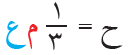 ح = ١/٣ م ع